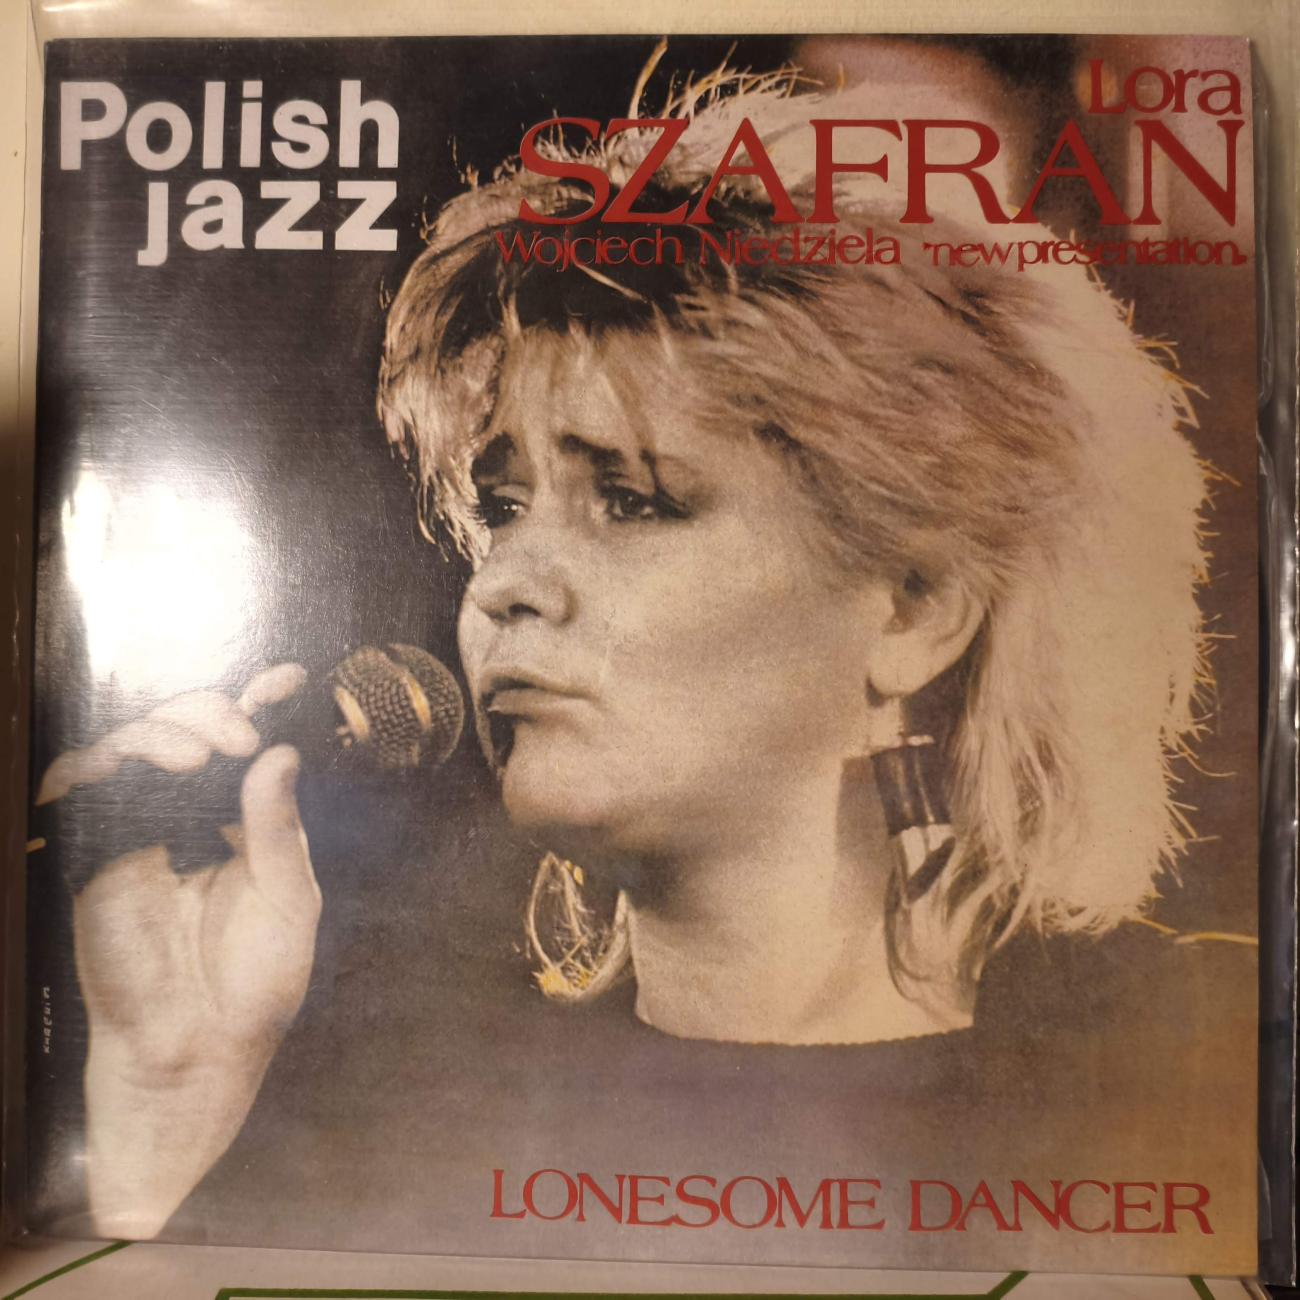 Polish
jazz
Lora
SZAFRAN
Wojciech Niedziela "new presentation"
LONESOME DANCER